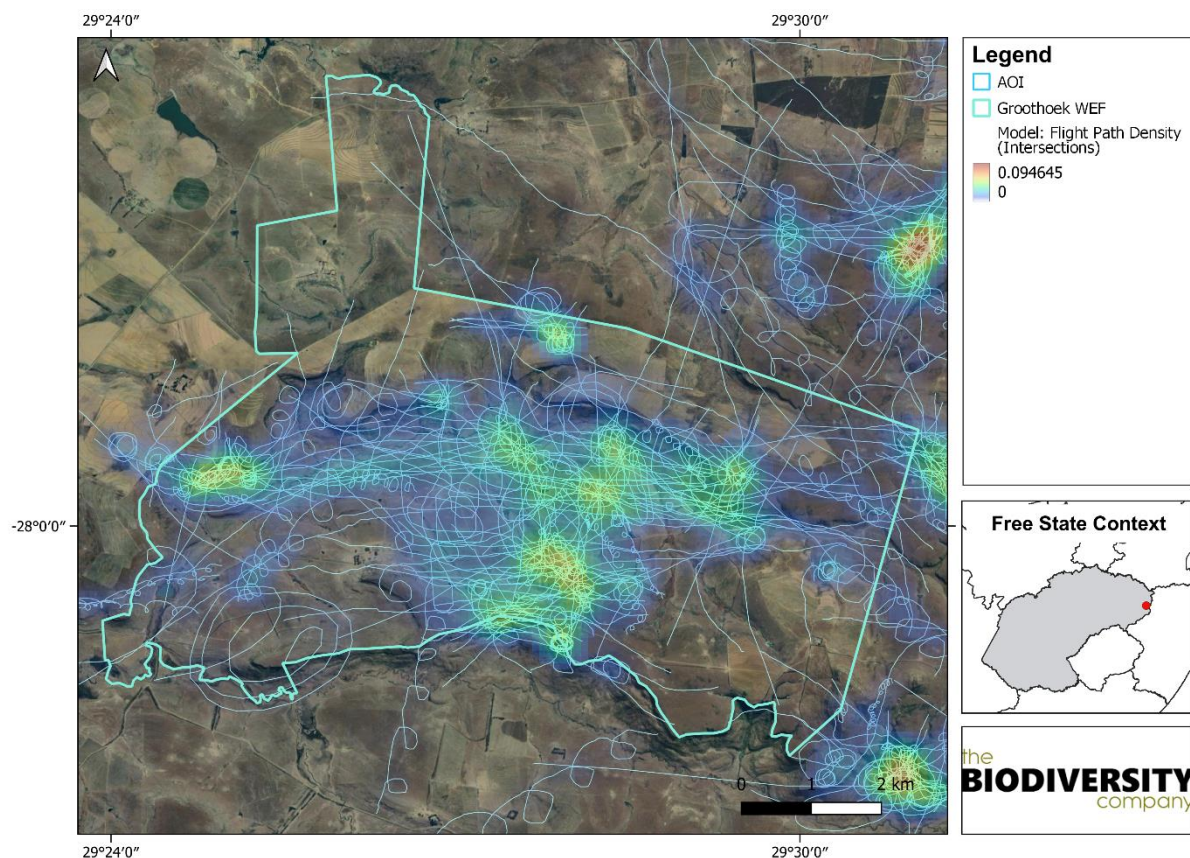 29°24′0″
29°30′0″
-28°0′0″
0 1 2 km
29°24′0″
29°30′0″
Legend
AOI
Groothoek WEF
Model: Flight Path Density
(Intersections)
0.094645
0
Free State Context
the
BIODIVERSITY
company